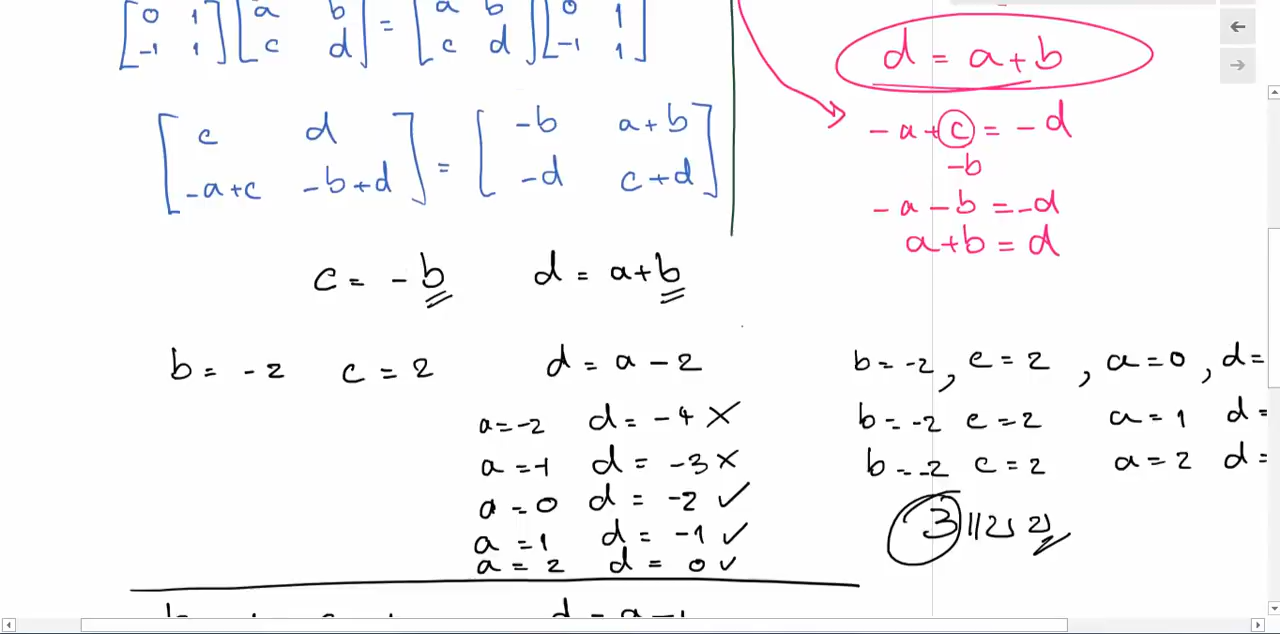 [0 1 -1 1] [a b c d] = [a b c d] [0 1 -1 1]
[c d -a+c -b+d] = [-b a+b -d c+d]
c = -b d = a+b
b = -2 c = 2 d = a-2
a=-2 d = -4 ×
a=-1 d = -3 ×
a=0 d = -2 ✓
a=1 d = -1 ✓
a=2 d = 0 ✓
d = a+b
-a+c = -d
-b
-a-b = -d
a+b = d
b=-2, c=2, a=0, d=
b=-2 c=2 a=1 d=
b=-2 c=2 a=2 d=
3
d = a-1